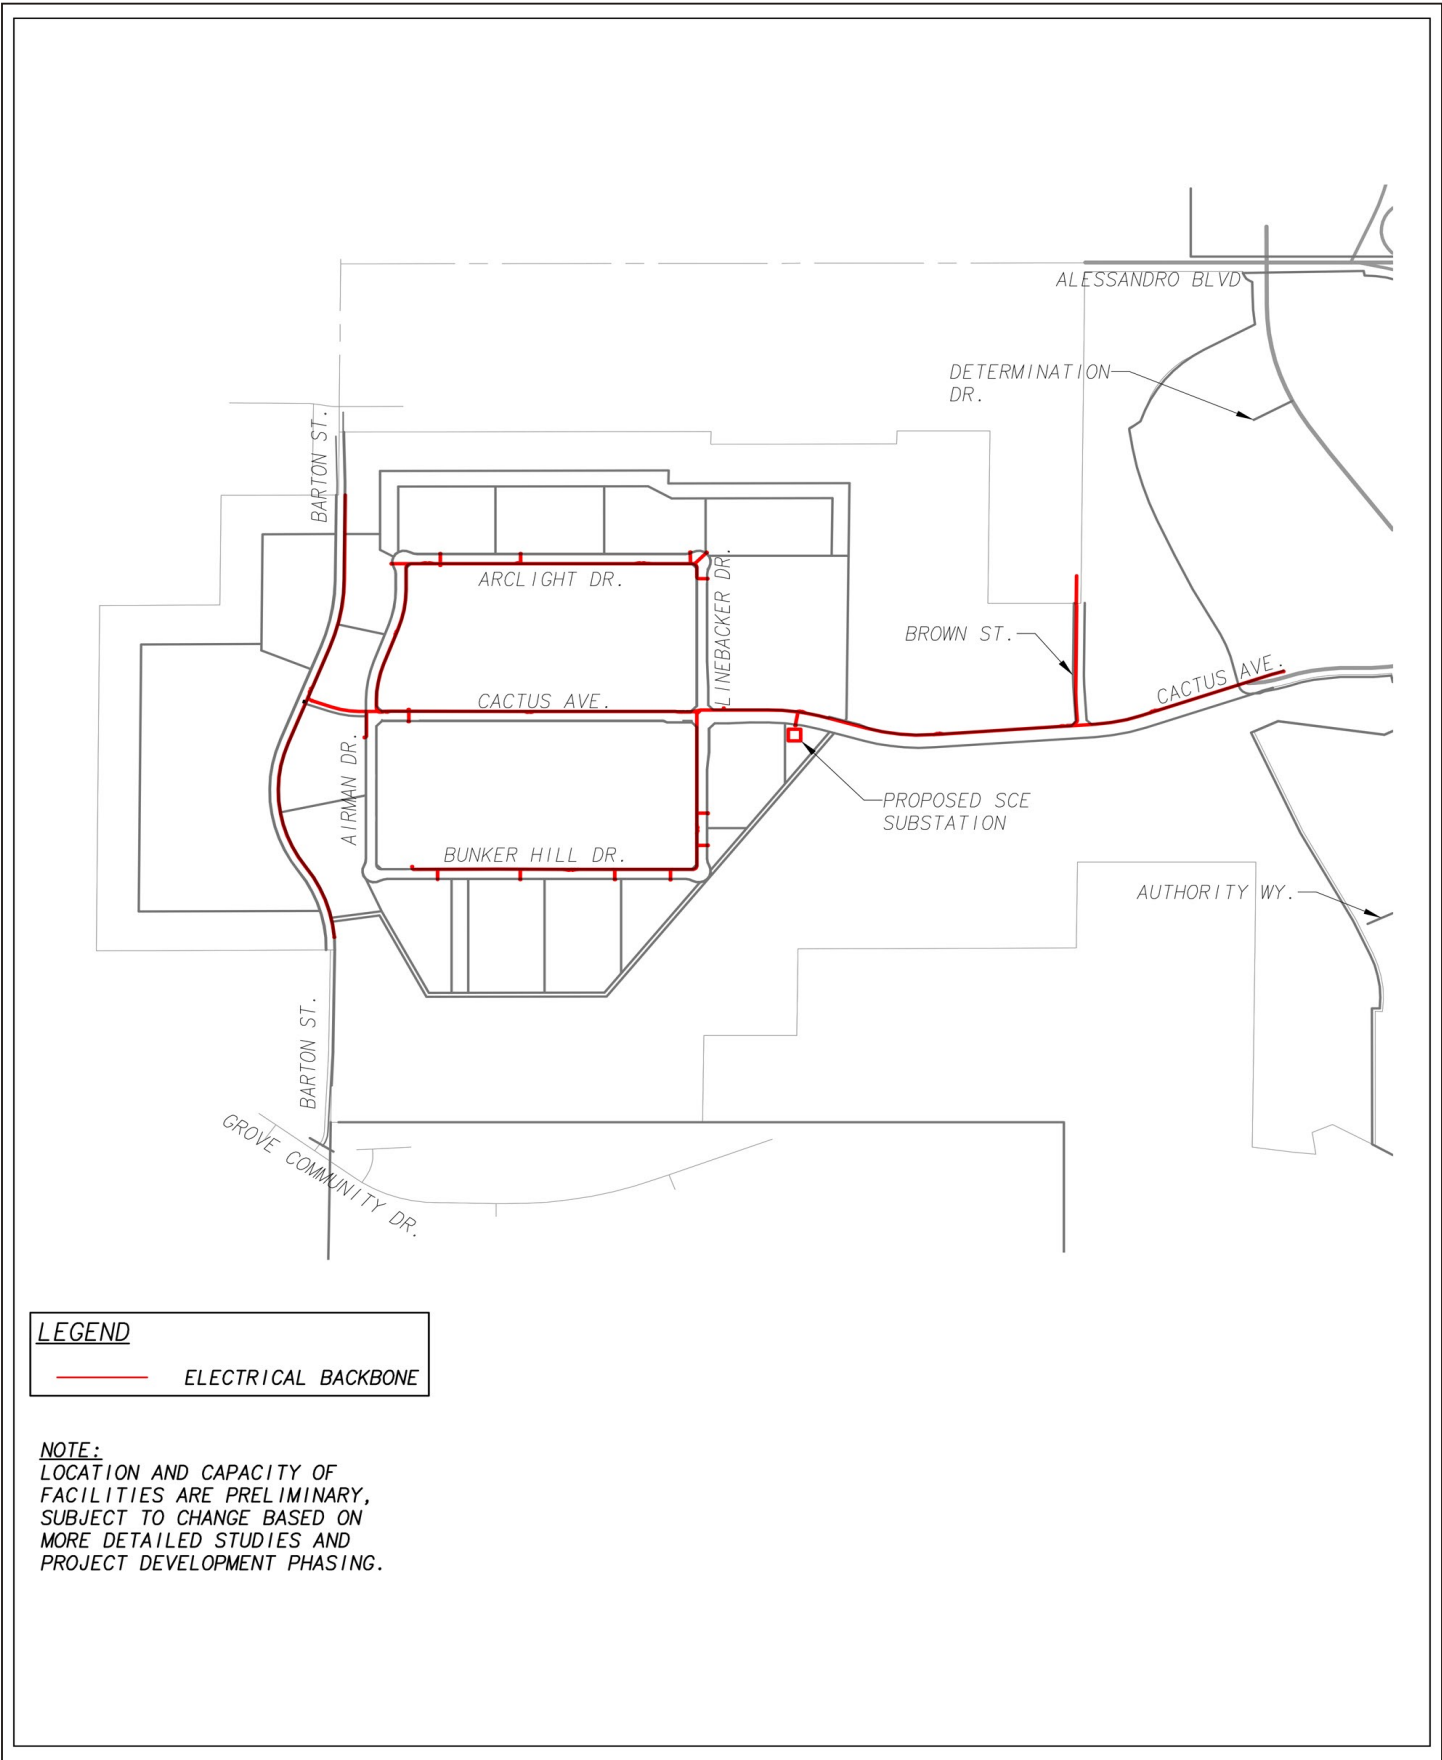 ALESSANDRO BLVD
DETERMINATION
DR.
BARTON ST.
ARCLIGHT DR.
LINEBACKER DR.
BROWN ST.
CACTUS AVE.
CACTUS AVE.
AIRMAN DR.
PROPOSED SCE
SUBSTATION
BUNKER HILL DR.
AUTHORITY WY.
BARTON ST.
GROVE COMMUNITY DR.
LEGEND
ELECTRICAL BACKBONE
NOTE:
LOCATION AND CAPACITY OF
FACILITIES ARE PRELIMINARY,
SUBJECT TO CHANGE BASED ON
MORE DETAILED STUDIES AND
PROJECT DEVELOPMENT PHASING.